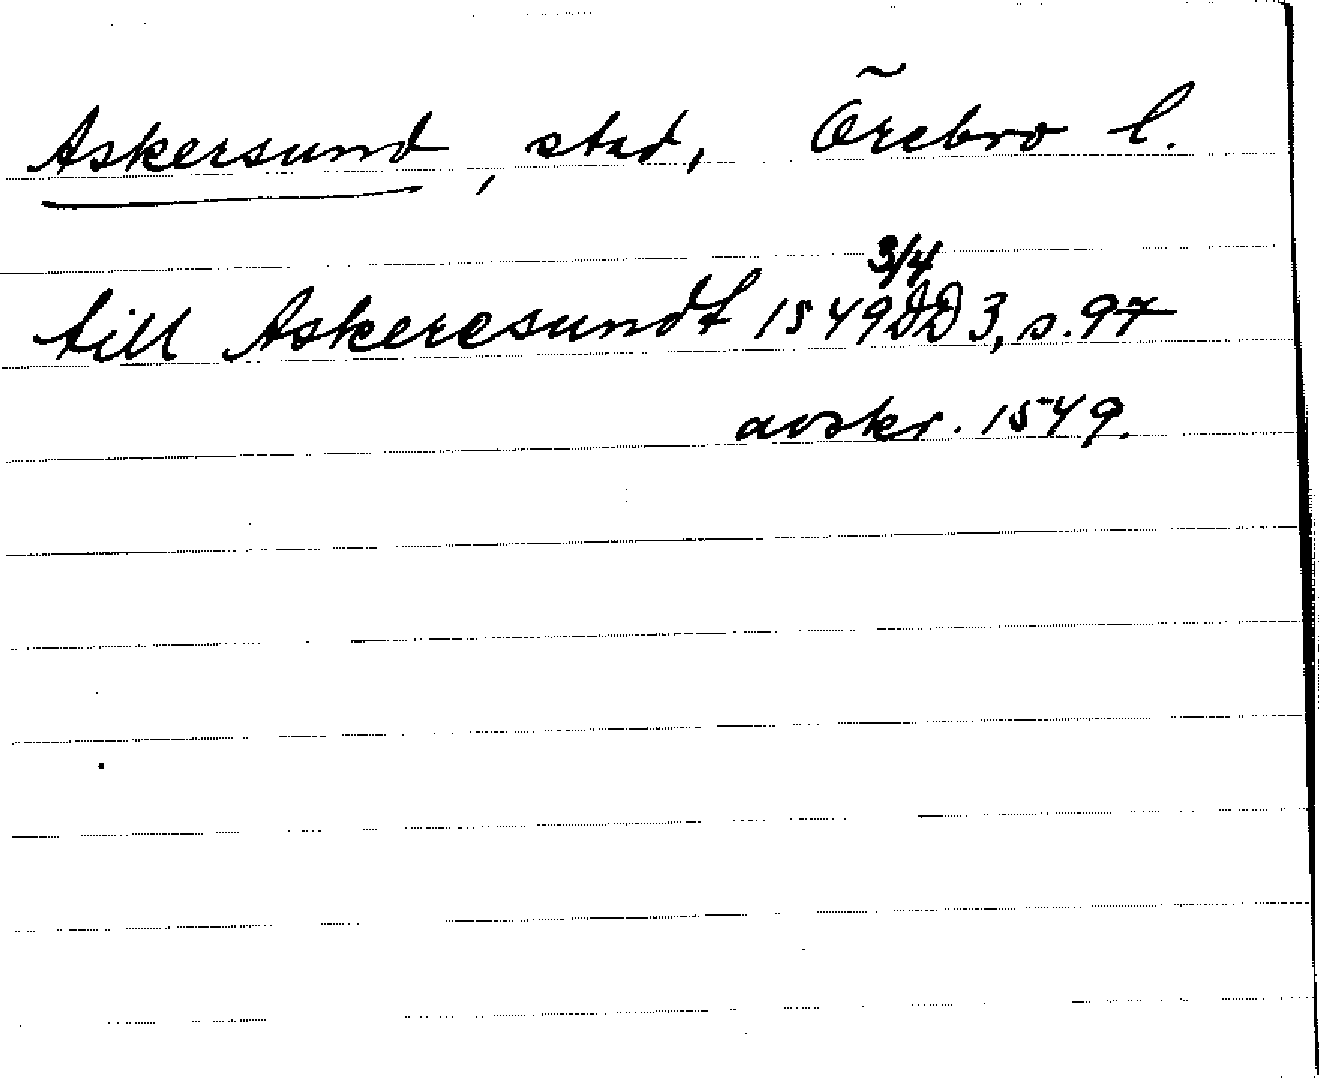 Askersund, stad, Örebro l.
till Askeresundt 1549 3/4 DD 3, s. 97
avskr. 1549.